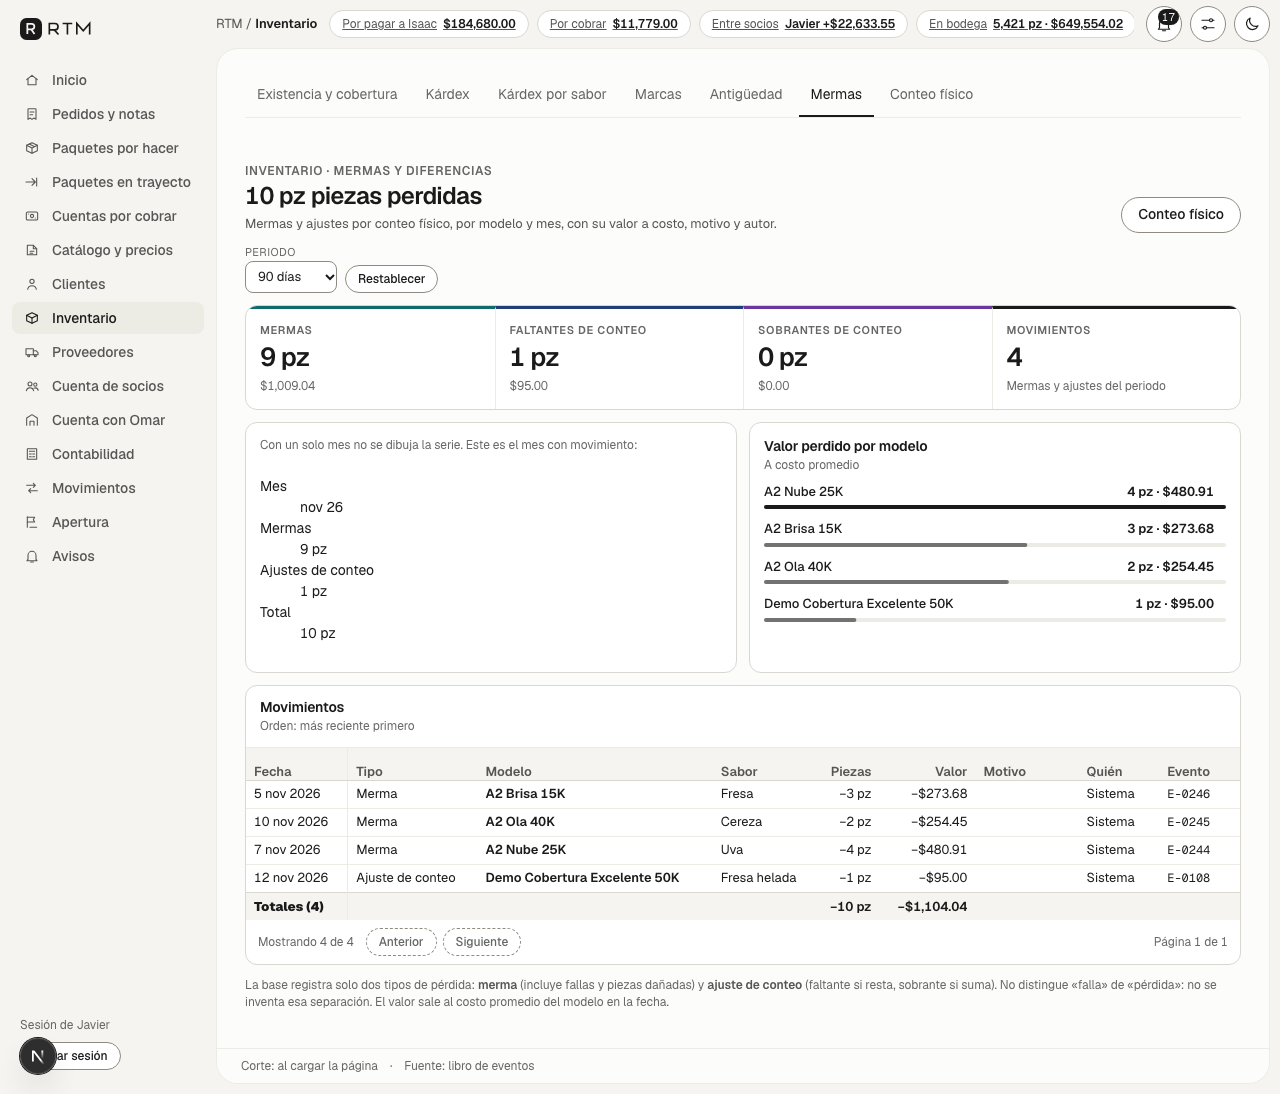 R RTM
RTM / Inventario
Por pagar a Isaac $184,680.00
Por cobrar $11,779.00
Entre socios Javier +$22,633.55
En bodega 5,421 pz · $649,554.02
17
Inicio
Pedidos y notas
Paquetes por hacer
Paquetes en trayecto
Cuentas por cobrar
Catálogo y precios
Clientes
Inventario
Proveedores
Cuenta de socios
Cuenta con Omar
Contabilidad
Movimientos
Apertura
Avisos
Sesión de Javier
N ar sesión
Existencia y cobertura Kárdex Kárdex por sabor Marcas Antigüedad Mermas Conteo físico
INVENTARIO · MERMAS Y DIFERENCIAS
10 pz piezas perdidas
Mermas y ajustes por conteo físico, por modelo y mes, con su valor a costo, motivo y autor.
Conteo físico
PERIODO
90 días Restablecer
MERMAS
9 pz
$1,009.04
FALTANTES DE CONTEO
1 pz
$95.00
SOBRANTES DE CONTEO
0 pz
$0.00
MOVIMIENTOS
4
Mermas y ajustes del periodo
Con un solo mes no se dibuja la serie. Este es el mes con movimiento:
Mes
nov 26
Mermas
9 pz
Ajustes de conteo
1 pz
Total
10 pz
Valor perdido por modelo
A costo promedio
A2 Nube 25K 4 pz · $480.91
A2 Brisa 15K 3 pz · $273.68
A2 Ola 40K 2 pz · $254.45
Demo Cobertura Excelente 50K 1 pz · $95.00
Movimientos
Orden: más reciente primero
Fecha Tipo Modelo Sabor Piezas Valor Motivo Quién Evento
5 nov 2026 Merma A2 Brisa 15K Fresa −3 pz −$273.68 Sistema E-0246
10 nov 2026 Merma A2 Ola 40K Cereza −2 pz −$254.45 Sistema E-0245
7 nov 2026 Merma A2 Nube 25K Uva −4 pz −$480.91 Sistema E-0244
12 nov 2026 Ajuste de conteo Demo Cobertura Excelente 50K Fresa helada −1 pz −$95.00 Sistema E-0108
Totales (4) −10 pz −$1,104.04
Mostrando 4 de 4 Anterior Siguiente Página 1 de 1
La base registra solo dos tipos de pérdida: merma (incluye fallas y piezas dañadas) y ajuste de conteo (faltante si resta, sobrante si suma). No distingue «falla» de «pérdida»: no se
inventa esa separación. El valor sale al costo promedio del modelo en la fecha.
Corte: al cargar la página · Fuente: libro de eventos